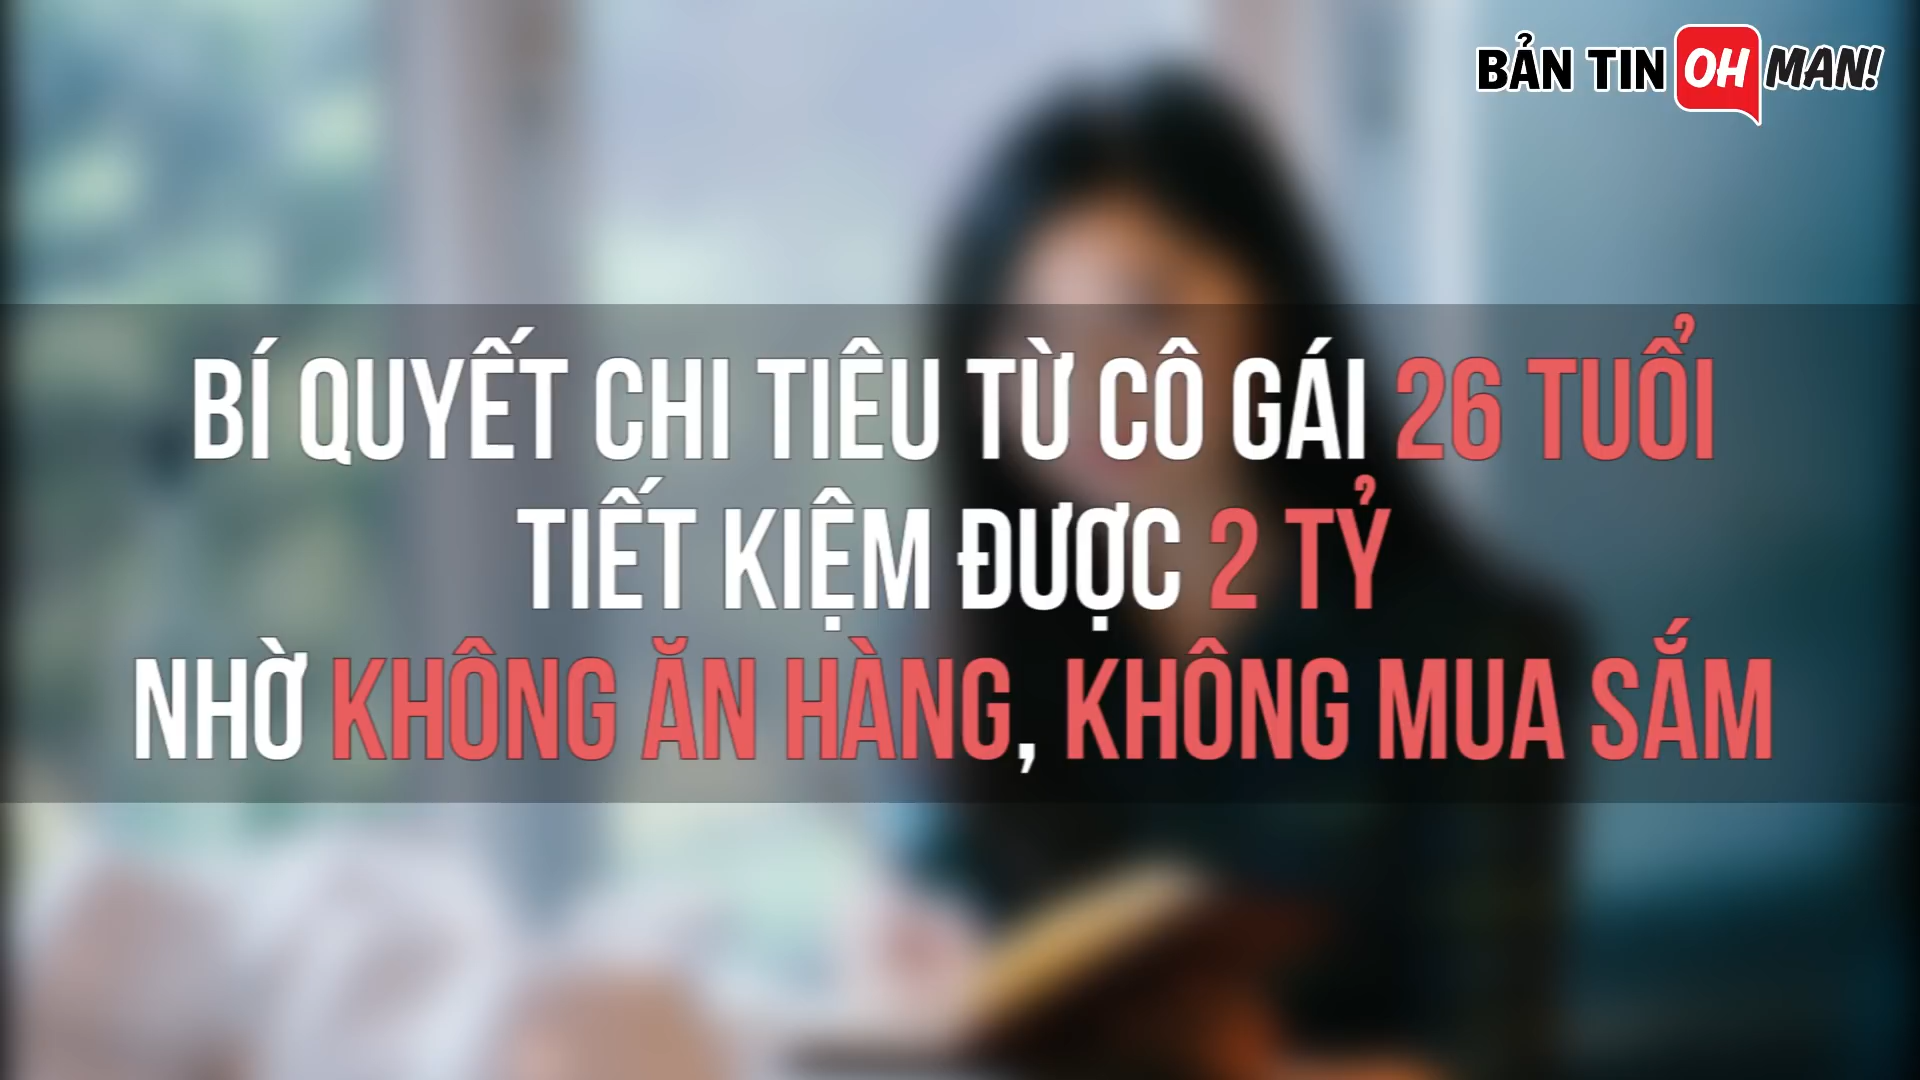 BẢN TIN OH MAN!
BÍ QUYẾT CHI TIÊU TỪ CÔ GÁI 26 TUỔI
TIẾT KIỆM ĐƯỢC 2 TỶ
NHỜ KHÔNG ĂN HÀNG, KHÔNG MUA SẮM